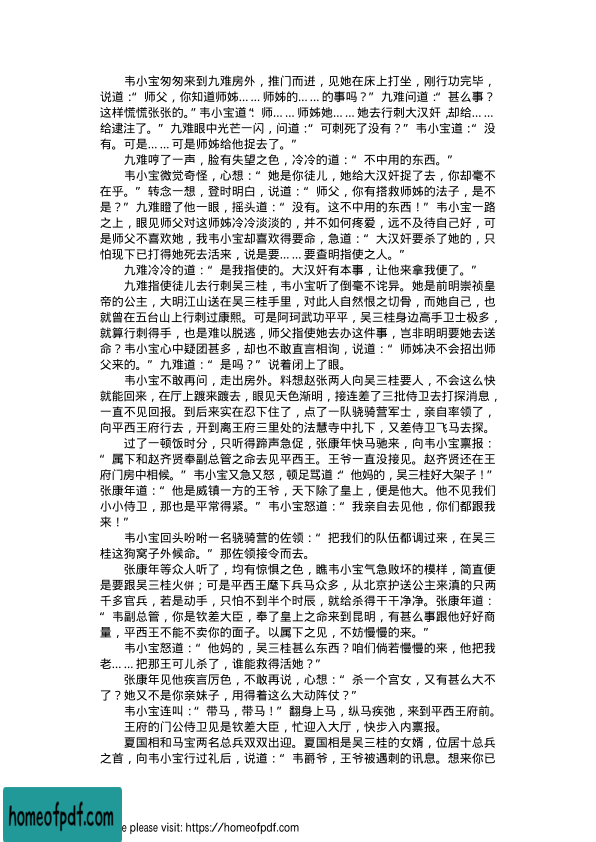 韦小宝匆匆来到九难房外，推门而进，见她在床上打坐，刚行功完毕，
说道：“师父，你知道师姊……师姊的……的事吗？”九难问道：“甚么事？
这样慌慌张张的。”韦小宝道：“师……师姊她……她去行刺大汉奸，却给…
给逮注了。”九难眼中光芒一闪，问道：“可刺死了没有？”韦小宝道：“没
有。可是……可是师姊给他捉去了。”
九难哼了一声，脸有失望之色，冷冷的道：“不中用的东西。”
韦小宝微觉奇怪，心想：“她是你徒儿，她给大汉奸捉了去，你却毫不
在乎。”转念一想，登时明白，说道：“师父，你有搭救师姊的法子，是不
是？”九难瞪了他一眼，摇头道：“没有。这不中用的东西！”韦小宝一路
之上，眼见师父对这师姊冷冷淡淡的，并不如何疼爱，远不及待自己好，可
是师父不喜欢她，我韦小宝却喜欢得要命，急道：“大汉奸要杀了她的，只
怕现下已打得她死去活来，说是要……要查明指使之人。”
九难冷冷的道：“是我指使的。大汉奸有本事，让他来拿我便了。”
九难指使徒儿去行刺吴三桂，韦小宝听了倒毫不诧异。她是前明崇祯皇
帝的公主，大明江山送在吴三桂手里，对此人自然恨之切骨，而她自己，也
就曾在五台山上行刺过康熙。可是阿珂武功平平，吴三桂身边高手卫士极多，
就算行刺得手，也是难以脱逃，师父指使她去办这件事，岂非明明要她去送
命？韦小宝心中疑团甚多，却也不敢直言相询，说道：“师姊决不会招出师
父来的。”九难道：“是吗？”说着闭上了眼。
韦小宝不敢再问，走出房外。料想赵张两人向吴三桂要人，不会这么快
就能回来，在厅上踱来踱去，眼见天色渐明，接连差了三批侍卫去打探消息，
一直不见回报。到后来实在忍下住了，点了一队骁骑营军士，亲自率领了，
向平西王府行去，开到离王府三里处的法慧寺中扎下，又差侍卫飞马去探。
过了一顿饭时分，只听得蹄声急促，张康年快马驰来，向韦小宝禀报：
“属下和赵齐贤奉副总管之命去见平西王。王爷一直没接见。赵齐贤还在王
府门房中相候。”韦小宝又急又怒，顿足骂道：“他妈的，吴三桂好大架子！”
张康年道：“他是威镇一方的王爷，天下除了皇上，便是他大。他不见我们
小小侍卫，那也是平常得紧。”韦小宝怒道：“我亲自去见他，你们都跟我
来！”
韦小宝回头吩咐一名骁骑营的佐领：“把我们的队伍都调过来，在吴三
桂这狗窝子外候命。”那佐领接令而去。
张康年等众人听了，均有惊惧之色，瞧韦小宝气急败坏的模样，简直便
是要跟吴三桂火併；可是平西王麾下兵马众多，从北京护送公主来滇的只两
千多官兵，若是动手，只怕不到半个时辰，就给杀得干干净净。张康年道：
“韦副总管，你是钦差大臣，奉了皇上之命来到昆明，有甚么事跟他好好商
量，平西王不能不卖你的面子。以属下之见，不妨慢慢的来。”
韦小宝怒道：“他妈的，吴三桂甚么东西？咱们倘若慢慢的来，他把我
老……把那王可儿杀了，谁能救得活她？”
张康年见他疾言厉色，不敢再说，心想：“杀一个宫女，又有甚么大不
了？她又不是你亲妹子，用得着这么大动阵仗？”
韦小宝连叫：“带马，带马！”翻身上马，纵马疾弛，来到平西王府前。
王府的门公侍卫见是钦差大臣，忙迎入大厅，快步入内禀报。
夏国相和马宝两名总兵双双出迎。夏国相是吴三桂的女婿，位居十总兵
之首，向韦小宝行过礼后，说道：“韦爵爷，王爷被遇刺的讯息。想来你已
homeofpdf.com
e please visit: https://homeofpdf.com